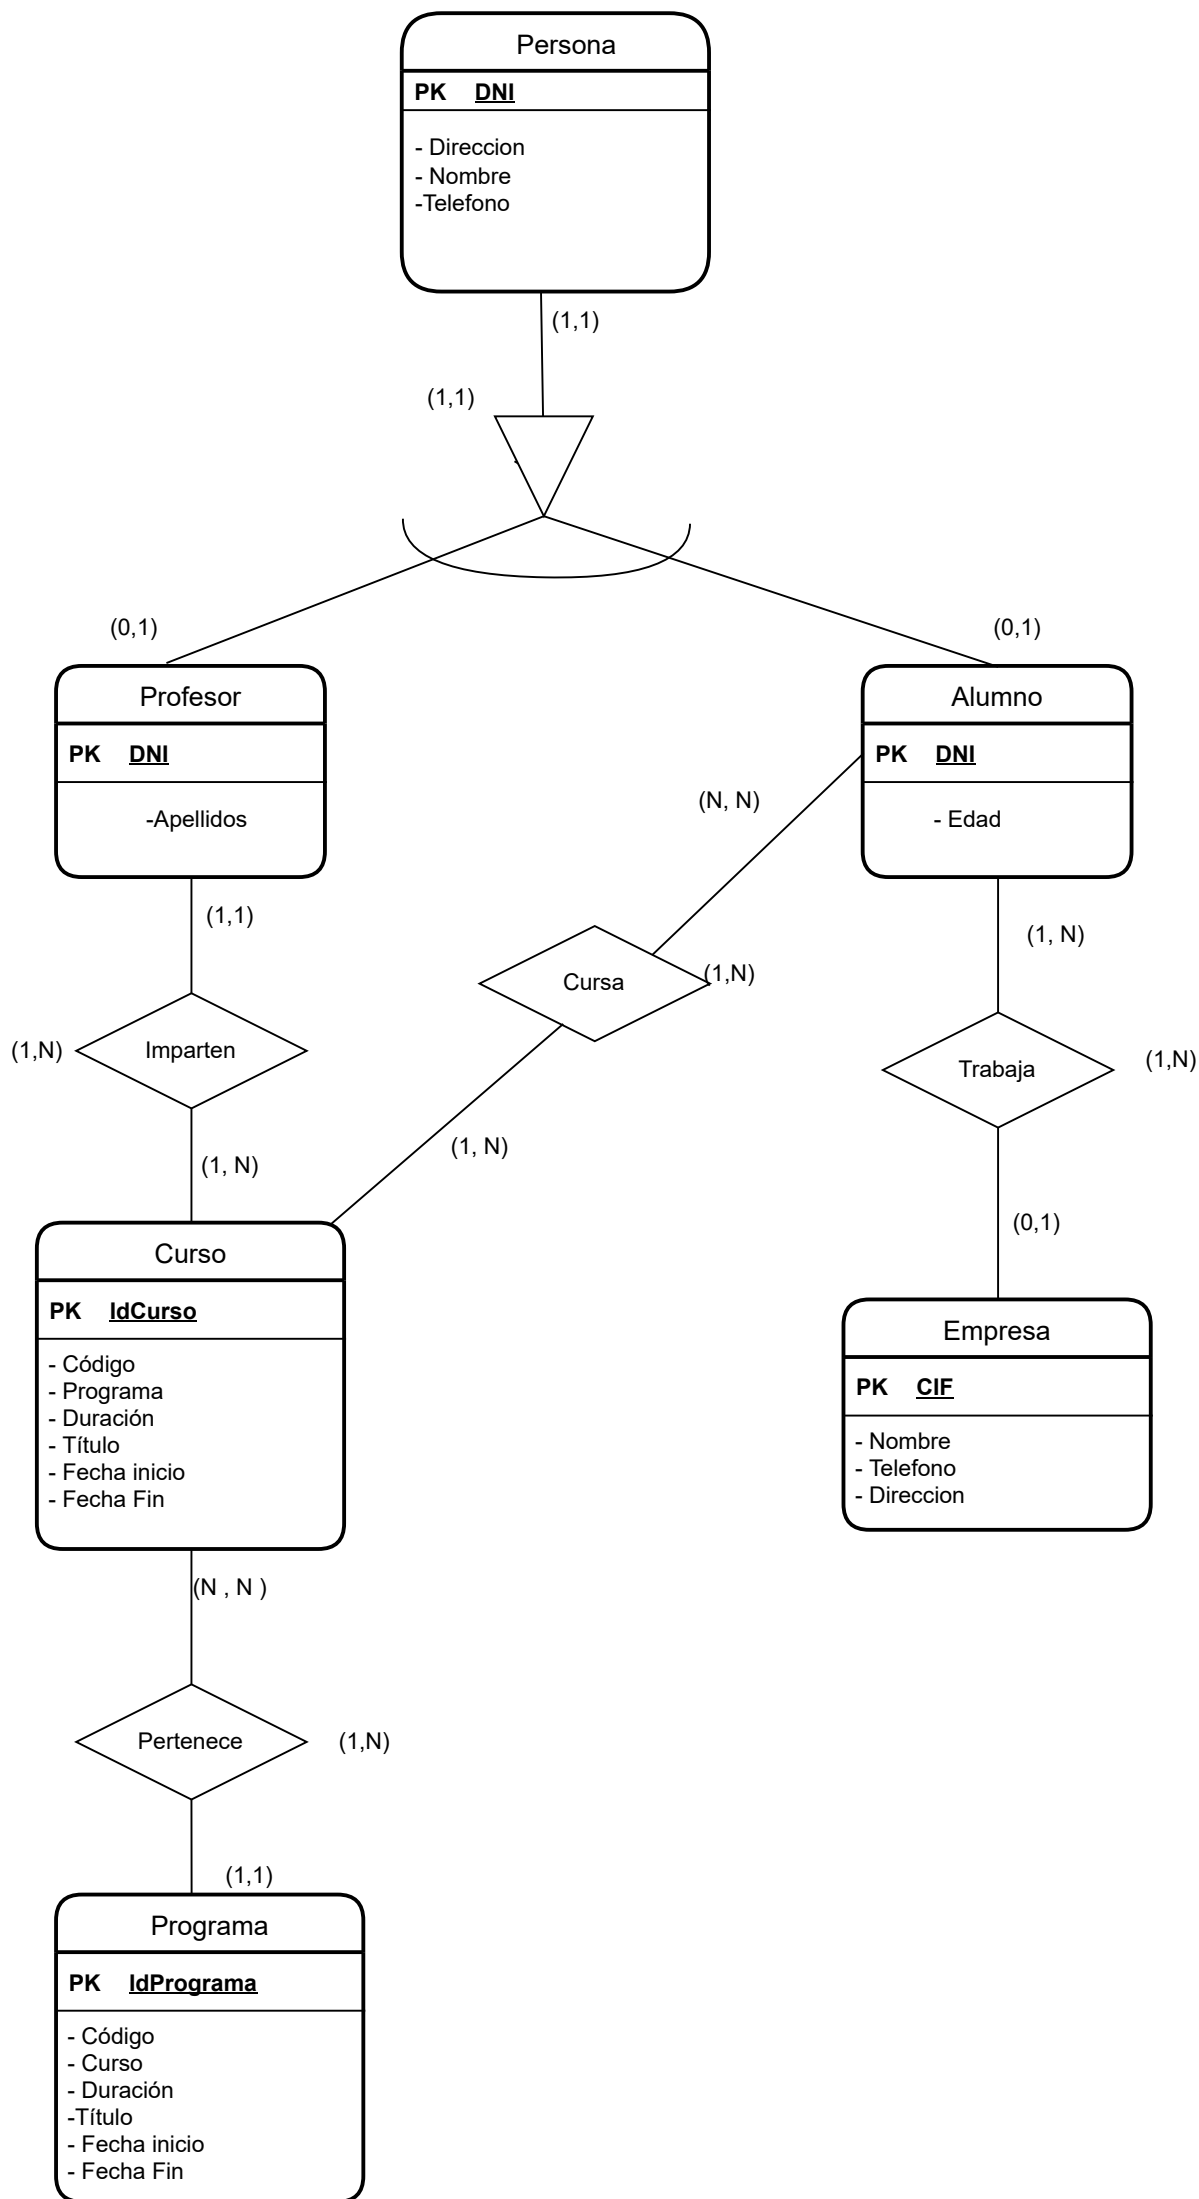 Persona
PK DNI
- Direccion
- Nombre
-Telefono
(1,1)
(1,1)
(0,1)
(0,1)
Profesor
PK DNI
-Apellidos
Alumno
PK DNI
- Edad
(N, N)
(1,1)
(1, N)
Cursa
(1,N)
(1,N)
Imparten
Trabaja
(1,N)
(1, N)
(1, N)
(0,1)
Curso
PK IdCurso
- Código
- Programa
- Duración
- Título
- Fecha inicio
- Fecha Fin
Empresa
PK CIF
- Nombre
- Telefono
- Direccion
(N , N )
Pertenece
(1,N)
(1,1)
Programa
PK IdPrograma
- Código
- Curso
- Duración
-Título
- Fecha inicio
- Fecha Fin